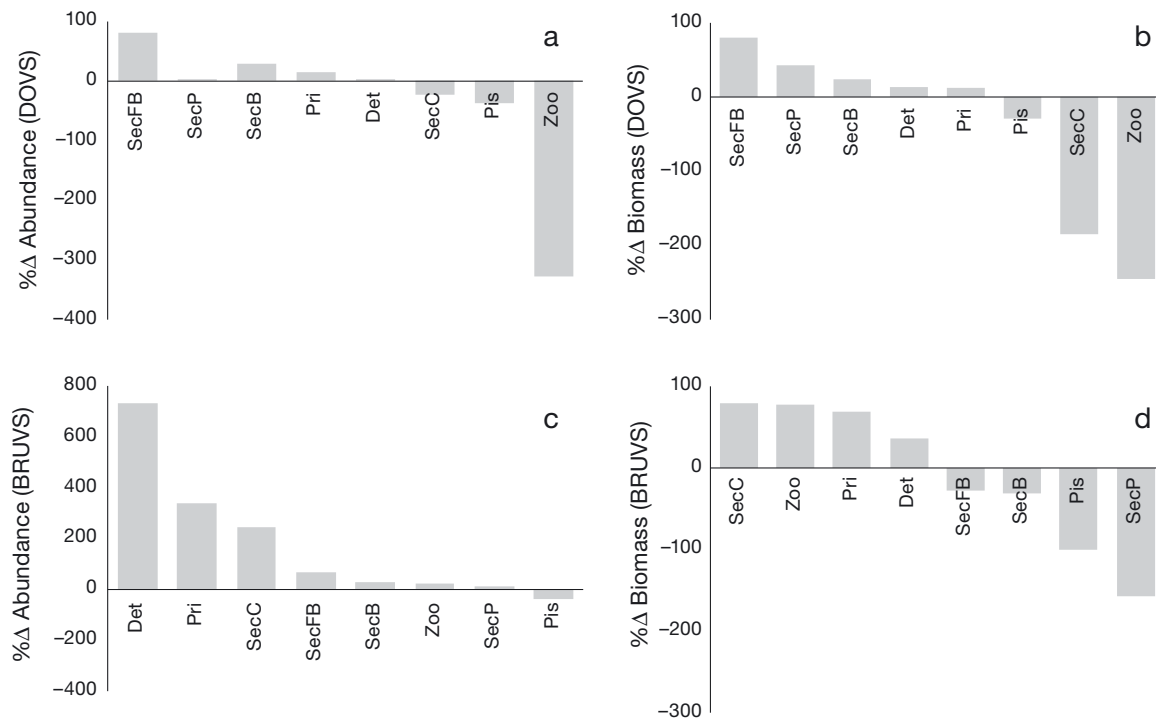 a
%Δ Abundance (DOVS)
100
0
−100
−200
−300
−400
SecFB
SecP
SecB
Pri
Det
SecC
Pis
Zoo
b
%Δ Biomass (DOVS)
100
0
−100
−200
−300
SecFB
SecP
SecB
Det
Pri
Pis
SecC
Zoo
c
%Δ Abundance (BRUVS)
800
600
400
200
0
−200
−400
Det
Pri
SecC
SecFB
SecB
Zoo
SecP
Pis
d
%Δ Biomass (BRUVS)
100
0
−100
−200
−300
SecC
Zoo
Pri
Det
SecFB
SecB
Pis
SecP